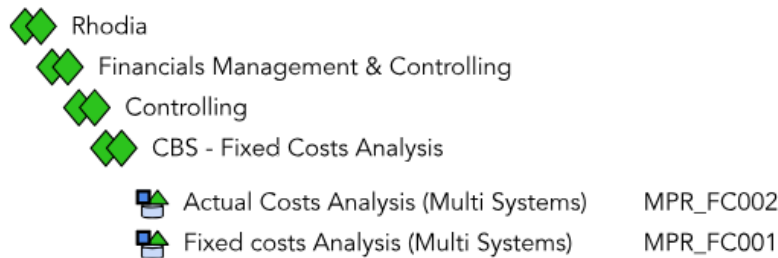 Rhodia
Financials Management & Controlling
Controlling
CBS - Fixed Costs Analysis
Actual Costs Analysis (Multi Systems) MPR_FC002
Fixed costs Analysis (Multi Systems) MPR_FC001